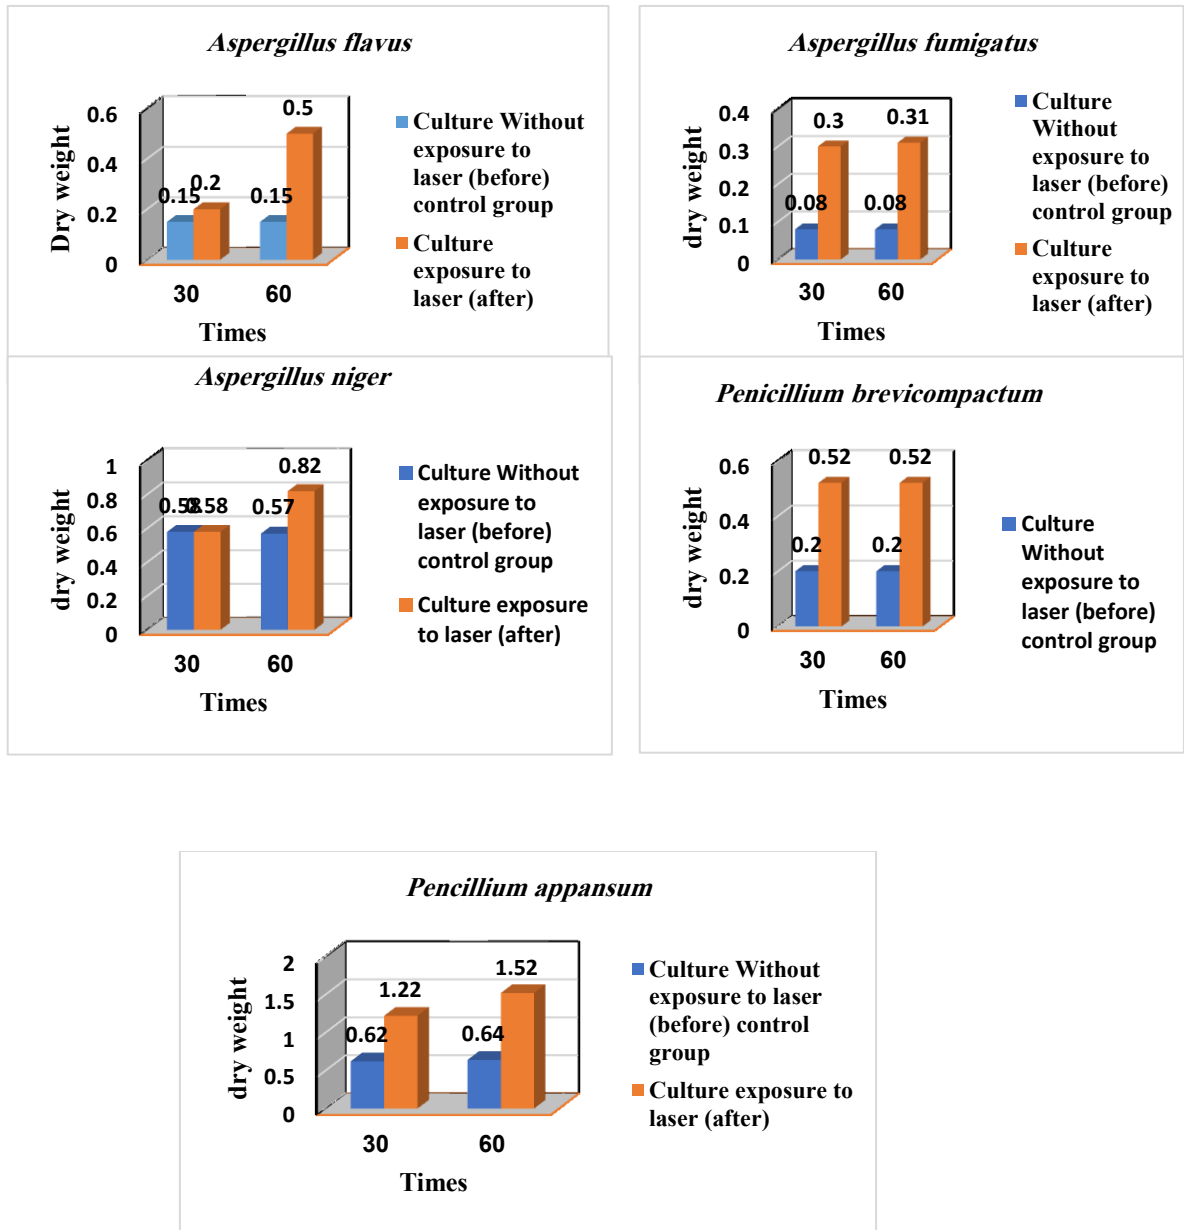 Aspergillus flavus
Dry weight
0.6
0.4
0.2
0
0.15
0.2
0.15
0.5
30
60
Times
Culture Without
exposure to
laser (before)
control group
Culture
exposure to
laser (after)
Aspergillus fumigatus
dry weight
0.4
0.3
0.2
0.1
0
0.08
0.3
0.08
0.31
30
60
Times
Culture
Without
exposure to
laser (before)
control group
Culture
exposure to
laser (after)
Aspergillus niger
dry weight
1
0.8
0.6
0.4
0.2
0
0.58
0.58
0.57
0.82
30
60
Times
Culture Without
exposure to
laser (before)
control group
Culture exposure
to laser (after)
Penicillium brevicompactum
dry weight
0.6
0.4
0.2
0
0.2
0.52
0.2
0.52
30
60
Times
Culture
Without
exposure to
laser (before)
control group
Pencillium appansum
dry weight
2
1.5
1
0.5
0
0.62
1.22
0.64
1.52
30
60
Times
Culture Without
exposure to laser
(before) control
group
Culture exposure to
laser (after)